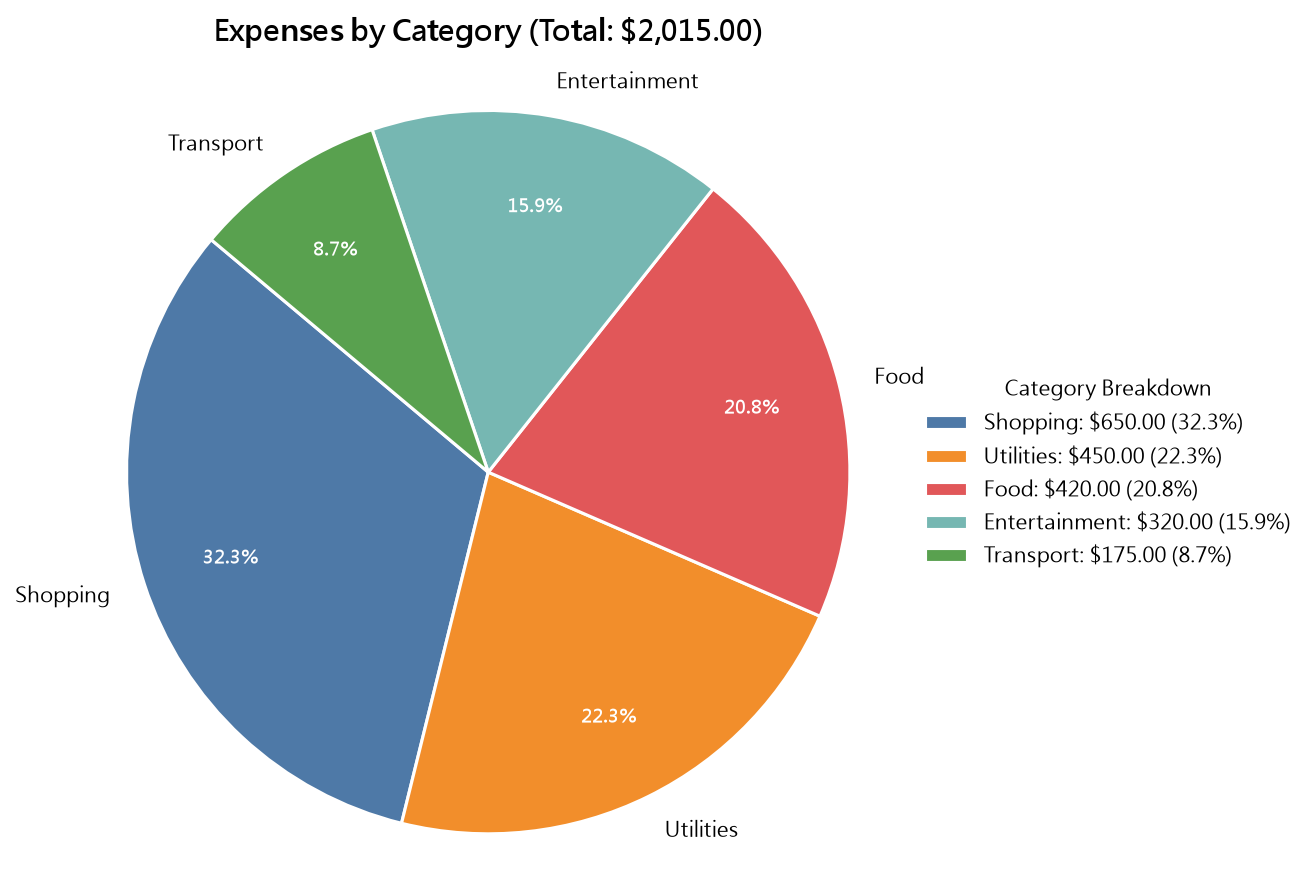 Expenses by Category (Total: $2,015.00)
Entertainment
Transport
15.9%
8.7%
Food
20.8%
Category Breakdown
Shopping: $650.00 (32.3%)
Utilities: $450.00 (22.3%)
Food: $420.00 (20.8%)
Entertainment: $320.00 (15.9%)
Transport: $175.00 (8.7%)
32.3%
Shopping
22.3%
Utilities